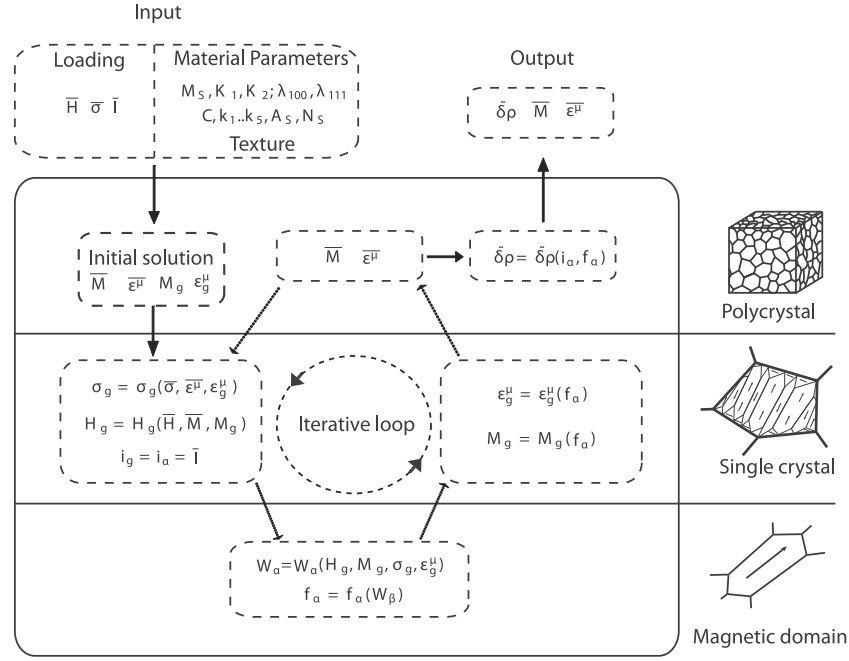 Input
Loading
H̅ σ̅ I̅
Material Parameters
M_S, K_1, K_2; λ_100, λ_111
C, k_1..k_5, A_S, N_S
Texture
Output
δ̃ρ M̅ ε̅^μ
Initial solution
M̅ ε̅^μ M_g ε_g^μ
M̅ ε̅^μ
δ̃ρ = δ̃ρ(i_α, f_α)
Polycrystal
σ_g = σ_g(σ̅, ε̅^μ, ε_g^μ)
H_g = H_g(H̅, M̅, M_g)
i_g = i_α = I̅
Iterative loop
ε_g^μ = ε_g^μ(f_α)
M_g = M_g(f_α)
Single crystal
W_α=W_α(H_g, M_g, σ_g, ε_g^μ)
f_α = f_α(W_β)
Magnetic domain